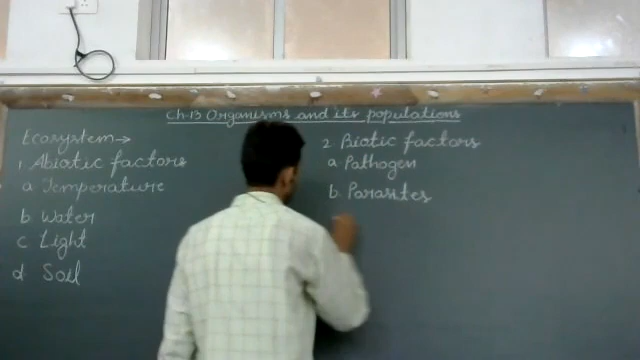 Ch-13 Organisms and its populations
Ecosystem→
1. Abiotic factors
a Temperature
b Water
c Light
d Soil
2 Biotic factors
a Pathogen
b. Parasites